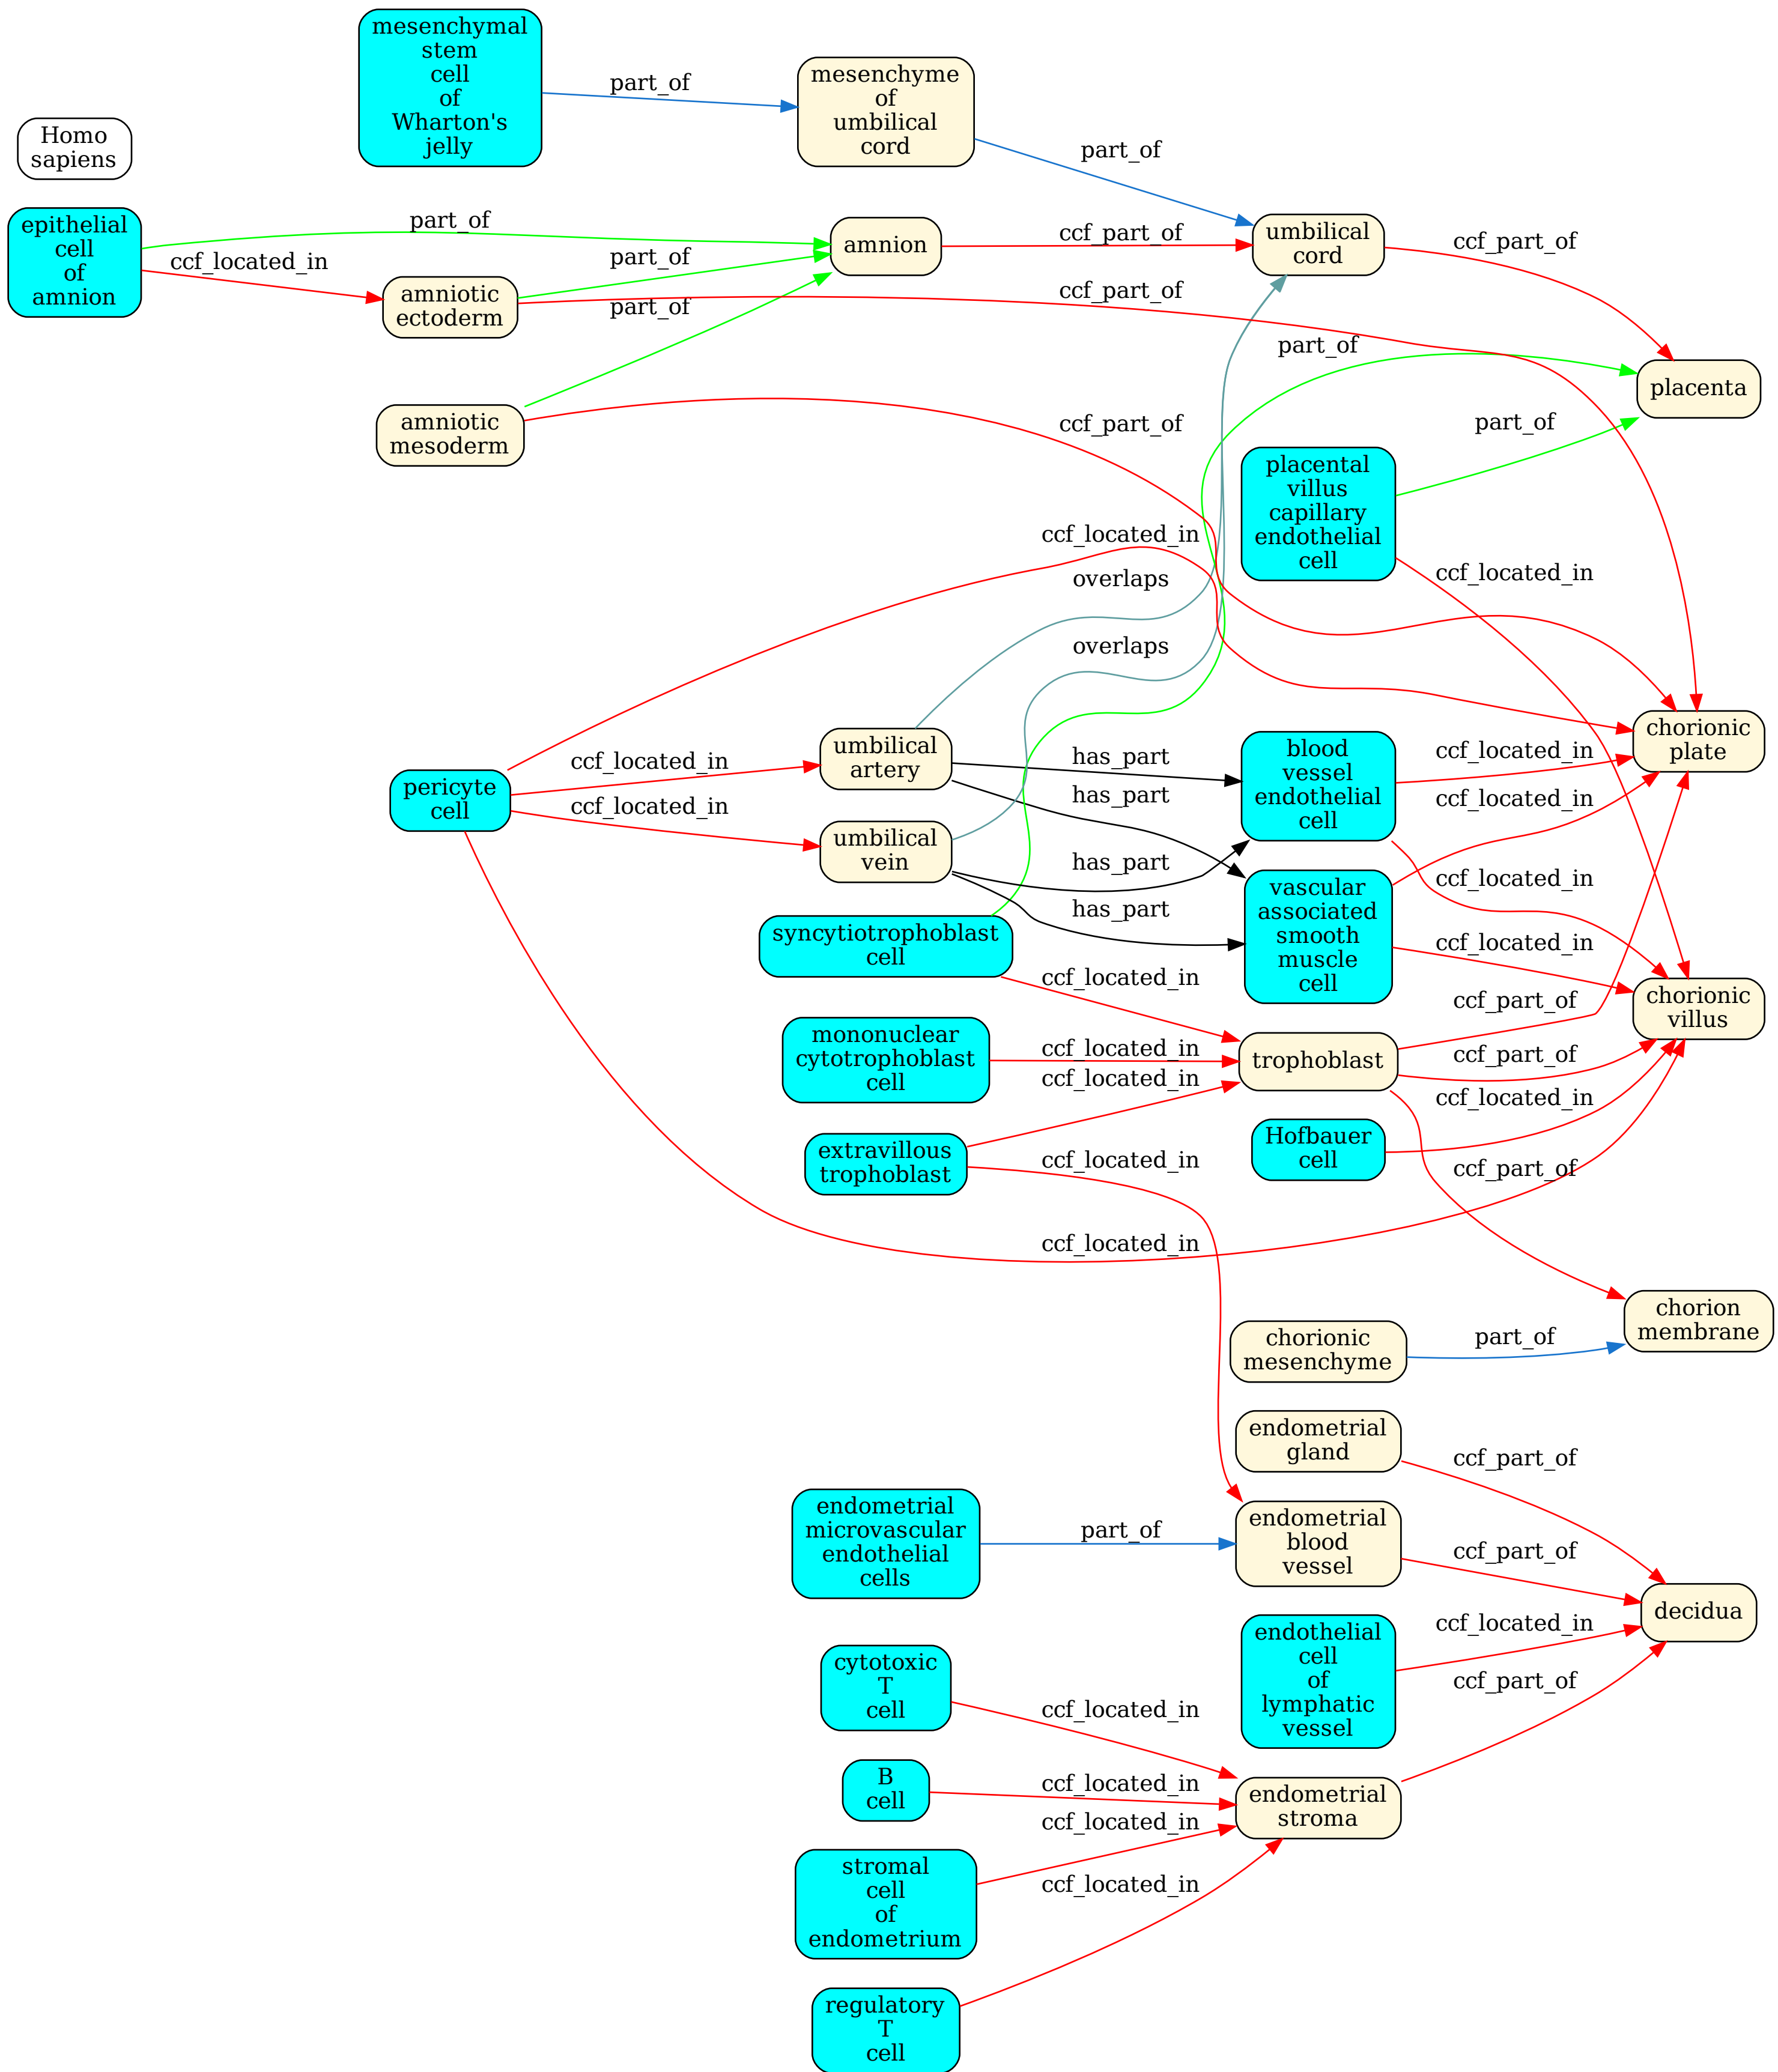 mesenchymal
stem
cell
of
Wharton's
jelly
part_of
mesenchyme
of
umbilical
cord
part_of
Homo
sapiens
epithelial
cell
of
amnion
part_of
ccf_located_in
amniotic
ectoderm
part_of
part_of
amnion
ccf_part_of
ccf_part_of
umbilical
cord
ccf_part_of
part_of
placenta
amniotic
mesoderm
ccf_part_of
placental
villus
capillary
endothelial
cell
part_of
ccf_located_in
ccf_located_in
overlaps
overlaps
pericyte
cell
ccf_located_in
ccf_located_in
umbilical
artery
umbilical
vein
has_part
has_part
has_part
has_part
blood
vessel
endothelial
cell
ccf_located_in
ccf_located_in
chorionic
plate
vascular
associated
smooth
muscle
cell
ccf_located_in
ccf_located_in
syncytiotrophoblast
cell
ccf_located_in
mononuclear
cytotrophoblast
cell
ccf_located_in
ccf_located_in
trophoblast
ccf_part_of
ccf_part_of
chorionic
villus
extravillous
trophoblast
ccf_located_in
Hofbauer
cell
ccf_located_in
ccf_part_of
ccf_located_in
chorion
membrane
chorionic
mesenchyme
part_of
endometrial
gland
ccf_part_of
endometrial
microvascular
endothelial
cells
part_of
endometrial
blood
vessel
ccf_part_of
decidua
endothelial
cell
of
lymphatic
vessel
ccf_located_in
ccf_part_of
cytotoxic
T
cell
ccf_located_in
B
cell
ccf_located_in
endometrial
stroma
stromal
cell
of
endometrium
ccf_located_in
ccf_located_in
regulatory
T
cell